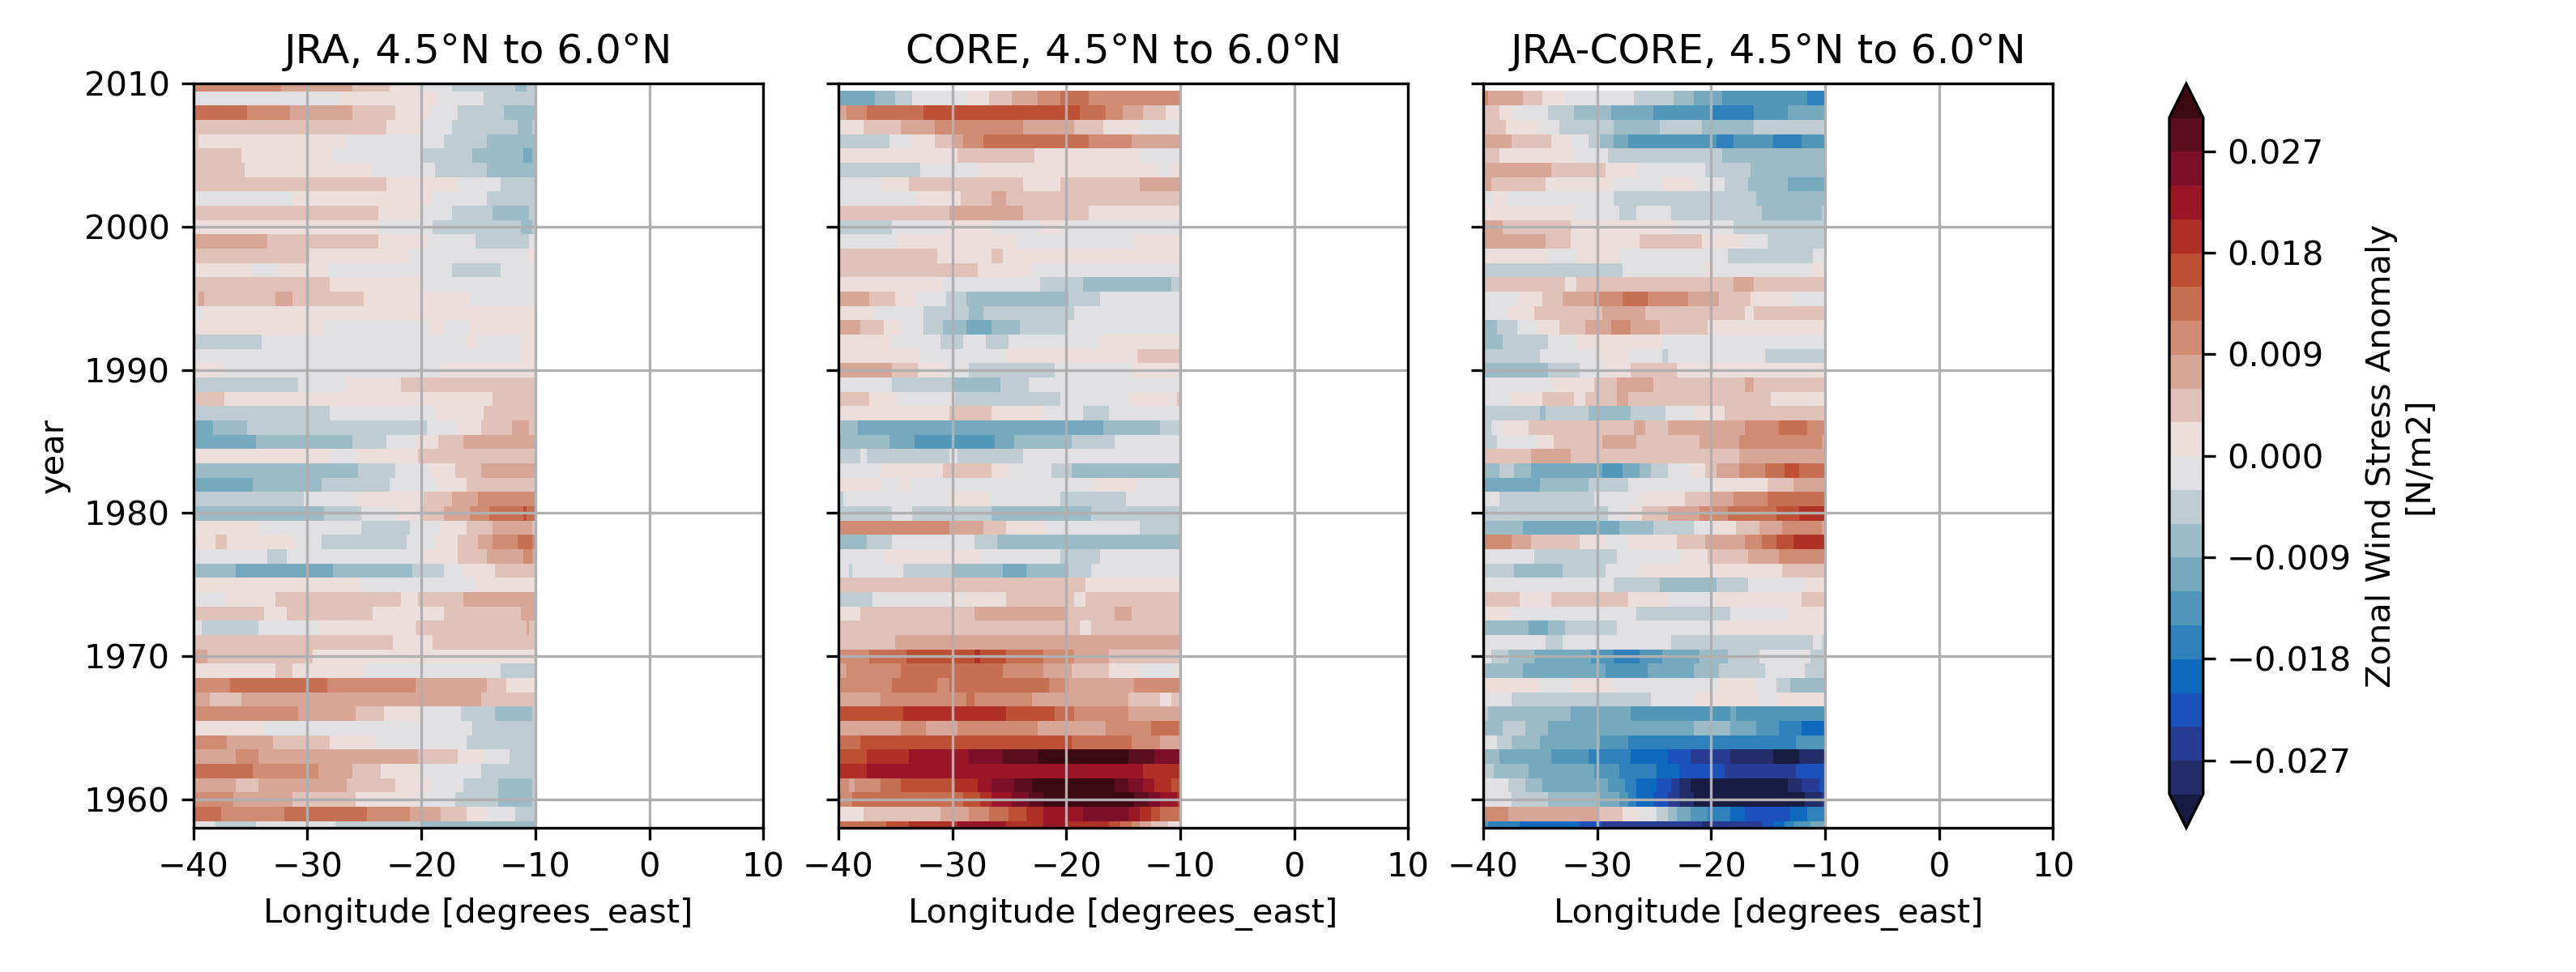 JRA, 4.5°N to 6.0°N
CORE, 4.5°N to 6.0°N
JRA-CORE, 4.5°N to 6.0°N
2010
2000
1990
1980
1970
1960
year
−40 −30 −20 −10 0 10
−40 −30 −20 −10 0 10
−40 −30 −20 −10 0 10
Longitude [degrees_east]
Longitude [degrees_east]
Longitude [degrees_east]
0.027
0.018
0.009
0.000
−0.009
−0.018
−0.027
Zonal Wind Stress Anomaly
[N/m2]